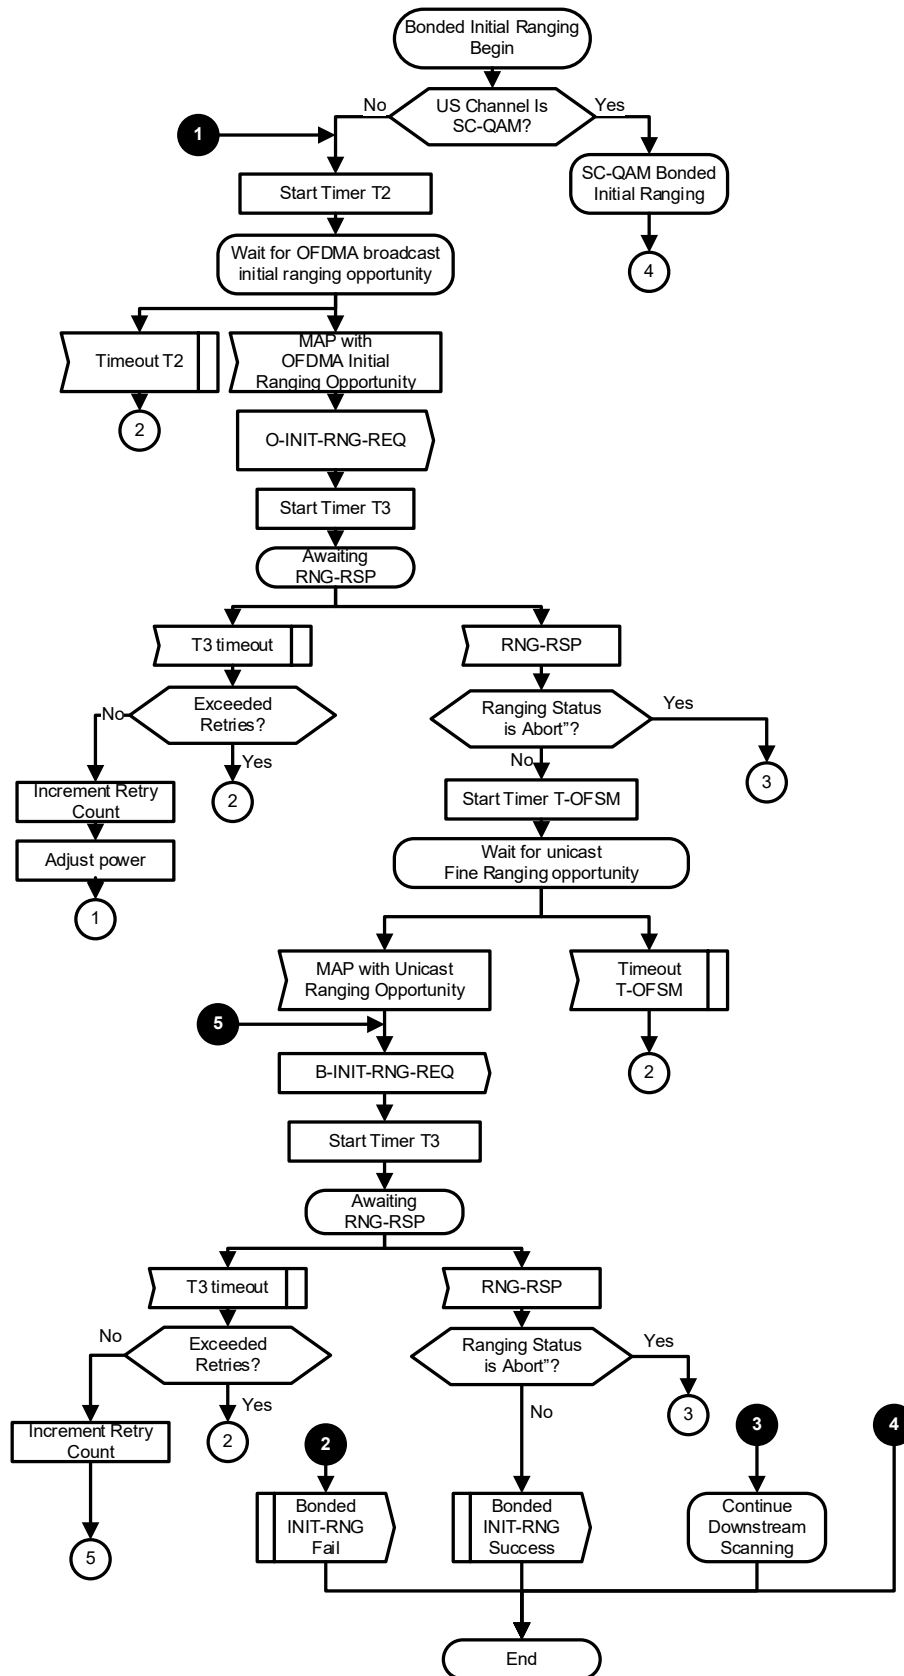 Bonded Initial Ranging
Begin
No
US Channel Is
SC-QAM?
Yes
1
SC-QAM Bonded
Initial Ranging
Start Timer T2
4
Wait for OFDMA broadcast
initial ranging opportunity
Timeout T2
MAP with
OFDMA Initial
Ranging Opportunity
2
O-INIT-RNG-REQ
Start Timer T3
Awaiting
RNG-RSP
T3 timeout
RNG-RSP
No
Exceeded
Retries?
Yes
Ranging Status
is Abort”?
Yes
No
2
3
Increment Retry
Count
Start Timer T-OFSM
Adjust power
Wait for unicast
Fine Ranging opportunity
1
MAP with Unicast
Ranging Opportunity
Timeout
T-OFSM
5
B-INIT-RNG-REQ
2
Start Timer T3
Awaiting
RNG-RSP
T3 timeout
RNG-RSP
No
Exceeded
Retries?
Yes
Ranging Status
is Abort”?
Yes
No
Increment Retry
Count
2
2
3
3
4
Bonded
INIT-RNG
Fail
Bonded
INIT-RNG
Success
Continue
Downstream
Scanning
5
End